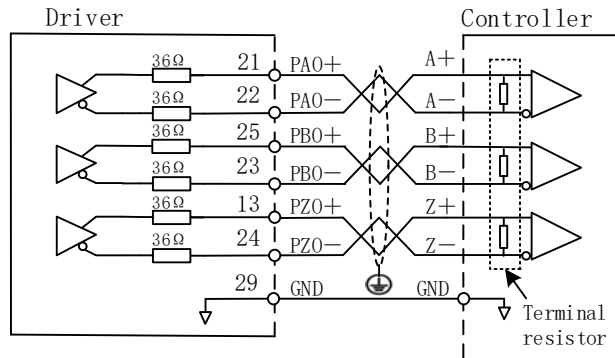 Driver Controller
36Ω 21 PAO+ A+
36Ω 22 PAO- A-
36Ω 25 PBO+ B+
36Ω 23 PBO- B-
36Ω 13 PZO+ Z+
36Ω 24 PZO- Z-
29 GND GND
Terminal
resistor